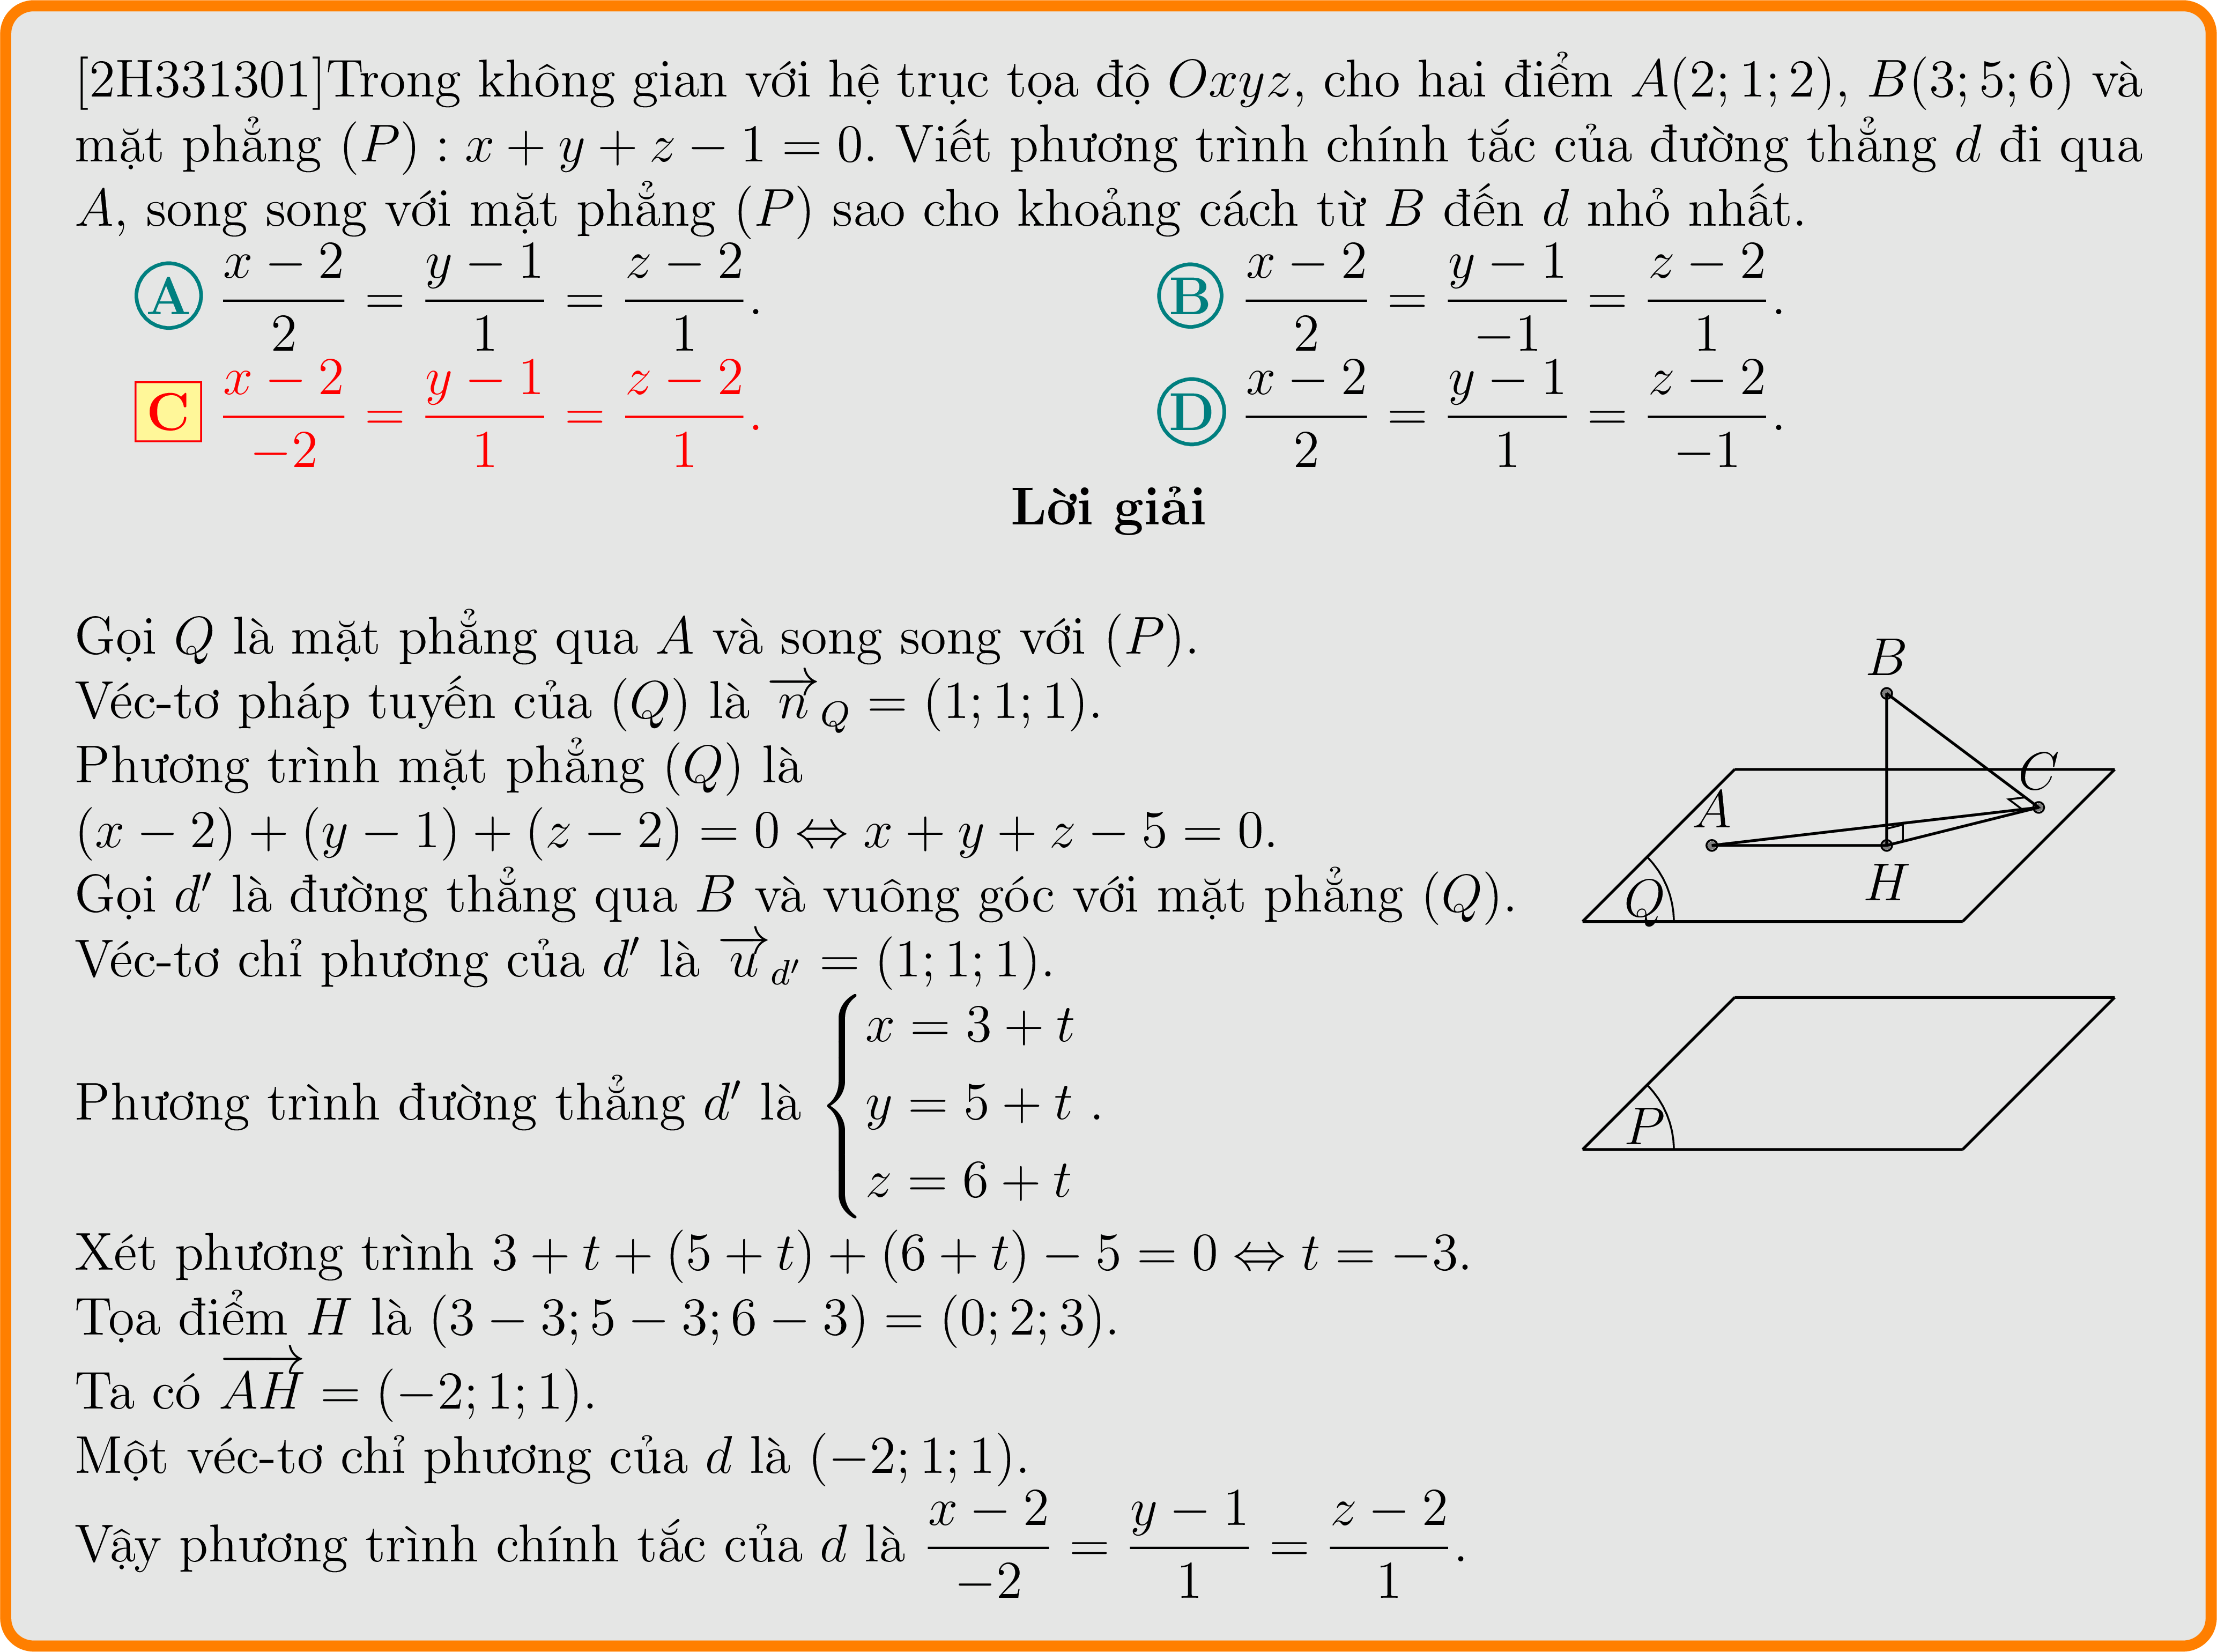 [2H331301]Trong không gian với hệ trục tọa độ Oxyz, cho hai điểm A(2; 1; 2), B(3; 5; 6) và
mặt phẳng (P) : x + y + z − 1 = 0. Viết phương trình chính tắc của đường thẳng d đi qua
A, song song với mặt phẳng (P) sao cho khoảng cách từ B đến d nhỏ nhất.
A \frac{x − 2}{2} = \frac{y − 1}{1} = \frac{z − 2}{1}.
B \frac{x − 2}{2} = \frac{y − 1}{−1} = \frac{z − 2}{1}.
C \frac{x − 2}{−2} = \frac{y − 1}{1} = \frac{z − 2}{1}.
D \frac{x − 2}{2} = \frac{y − 1}{1} = \frac{z − 2}{−1}.
Lời giải
Gọi Q là mặt phẳng qua A và song song với (P).
Véc-tơ pháp tuyến của (Q) là \overrightarrow{n}_Q = (1; 1; 1).
Phương trình mặt phẳng (Q) là
(x − 2) + (y − 1) + (z − 2) = 0 ⇔ x + y + z − 5 = 0.
Gọi d′ là đường thẳng qua B và vuông góc với mặt phẳng (Q).
Véc-tơ chỉ phương của d′ là \overrightarrow{u}_{d′} = (1; 1; 1).
Phương trình đường thẳng d′ là { x = 3 + t
y = 5 + t .
z = 6 + t
Xét phương trình 3 + t + (5 + t) + (6 + t) − 5 = 0 ⇔ t = −3.
Tọa điểm H là (3 − 3; 5 − 3; 6 − 3) = (0; 2; 3).
Ta có \overrightarrow{AH} = (−2; 1; 1).
Một véc-tơ chỉ phương của d là (−2; 1; 1).
Vậy phương trình chính tắc của d là \frac{x − 2}{−2} = \frac{y − 1}{1} = \frac{z − 2}{1}.
B
C
A
H
Q
P